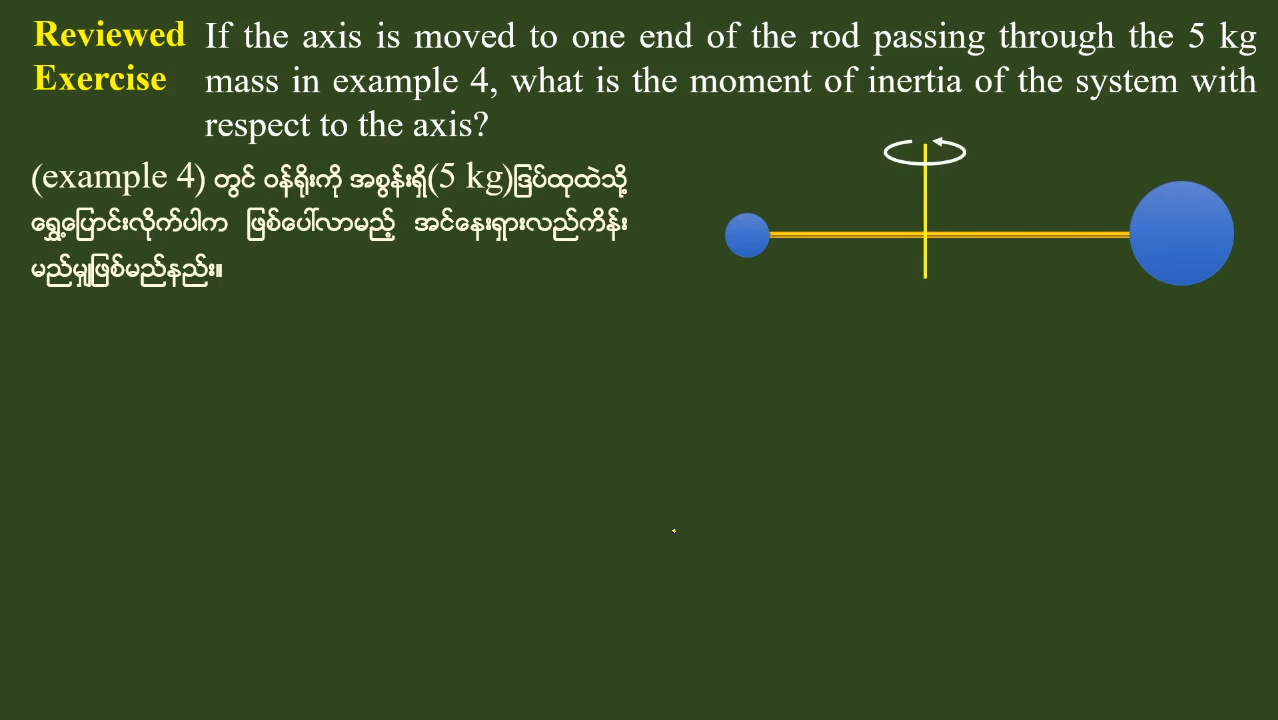 Reviewed If the axis is moved to one end of the rod passing through the 5 kg
Exercise mass in example 4, what is the moment of inertia of the system with
respect to the axis?
(example 4) တွင် ဝန်ရိုးကို အစွန်းရှိ(5 kg)ဒြပ်ထုထဲသို့
ရွှေ့ပြောင်းလိုက်ပါက ဖြစ်ပေါ်လာမည့် အင်နေးရှားလည်ကိန်း
မည်မျှဖြစ်မည်နည်း။